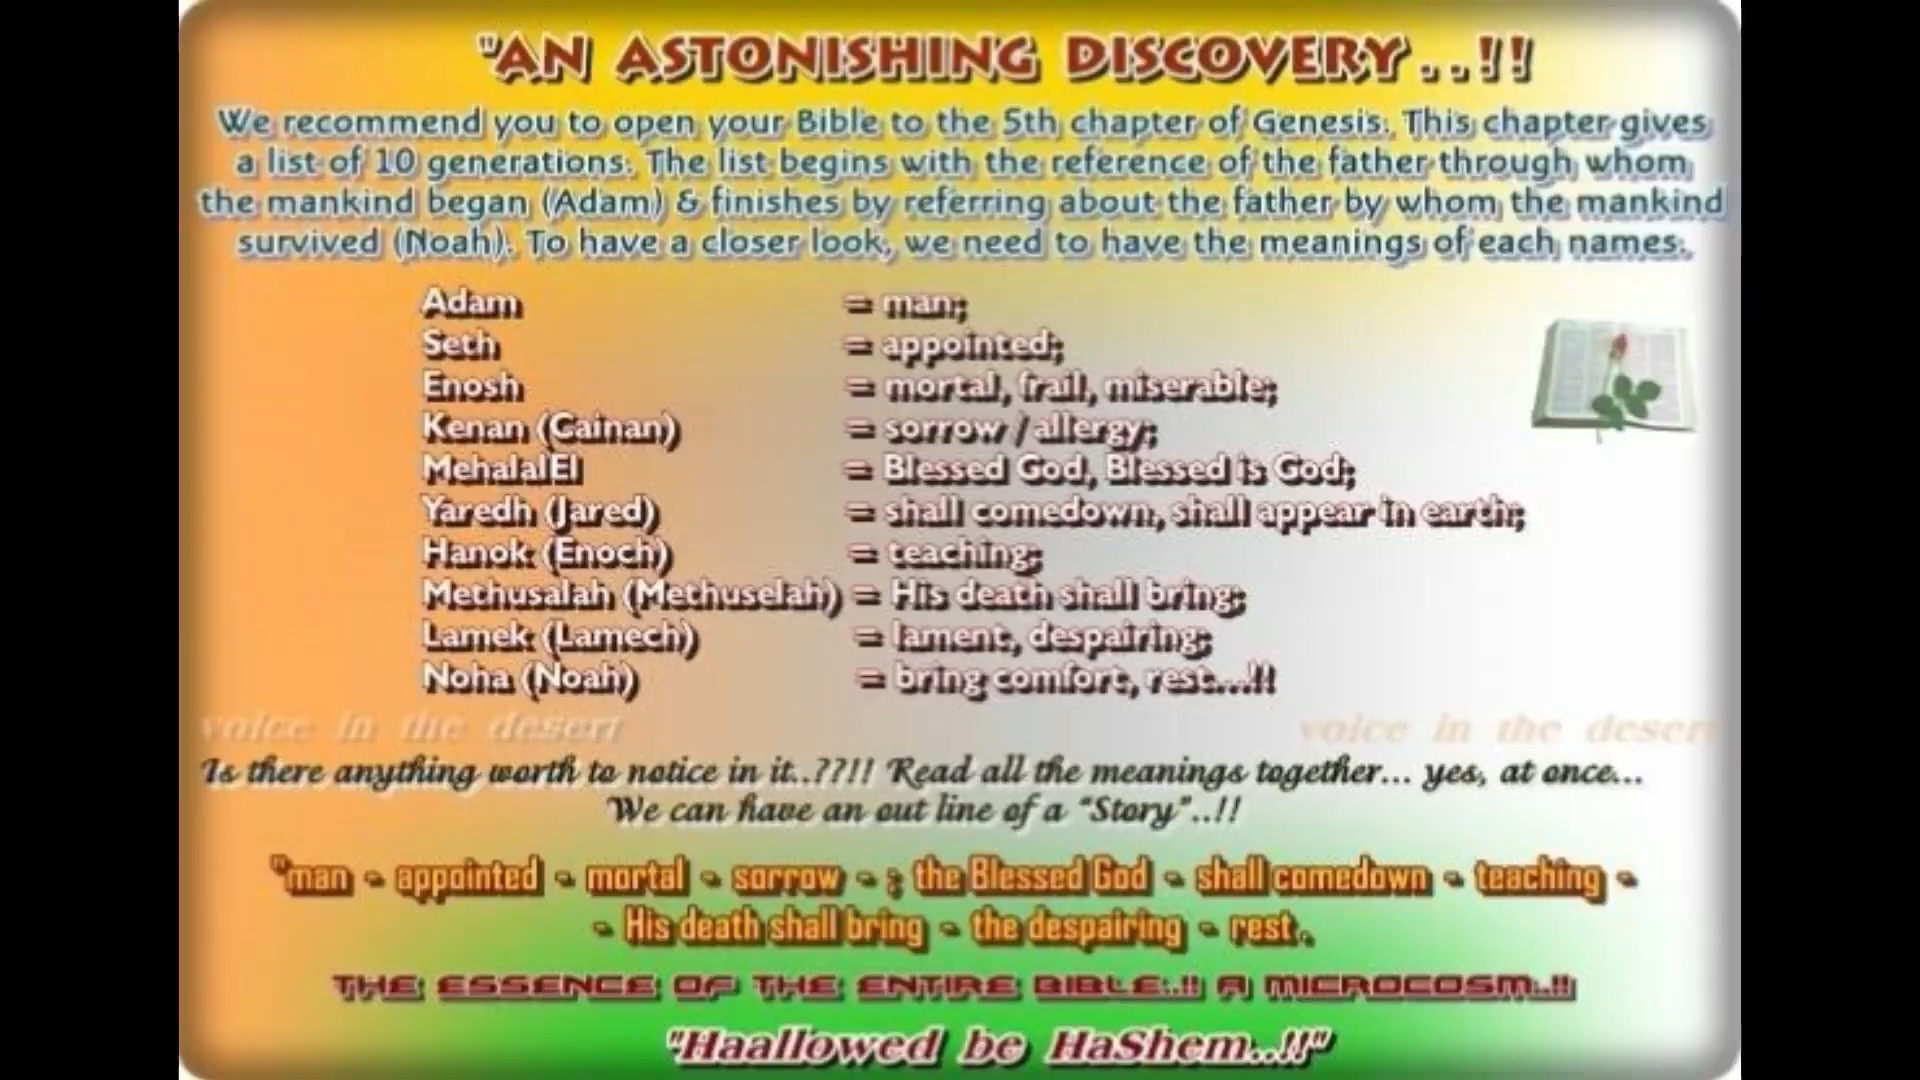 "AN ASTONISHING DISCOVERY..!!
We recommend you to open your Bible to the 5th chapter of Genesis. This chapter gives
a list of 10 generations. The list begins with the reference of the father through whom
the mankind began (Adam) & finishes by referring about the father by whom the mankind
survived (Noah). To have a closer look, we need to have the meanings of each names.
Adam = man;
Seth = appointed;
Enosh = mortal, frail, miserable;
Kenan (Cainan) = sorrow / allergy;
MehalalEl = Blessed God, Blessed is God;
Yaredh (Jared) = shall comedown, shall appear in earth;
Hanok (Enoch) = teaching;
Methusalah (Methuselah) = His death shall bring;
Lamek (Lamech) = lament, despairing;
Noha (Noah) = bring comfort, rest....!!
voice in the desert voice in the desert
Is there anything worth to notice in it..??!! Read all the meanings together... yes, at once...
We can have an out line of a "Story"..!!
"man - appointed - mortal - sorrow - ; the Blessed God - shall comedown - teaching -
- His death shall bring - the despairing - rest.
THE ESSENCE OF THE ENTIRE BIBLE..!! A MICROCOSM..!!
"Haallowed be HaShem..!!"